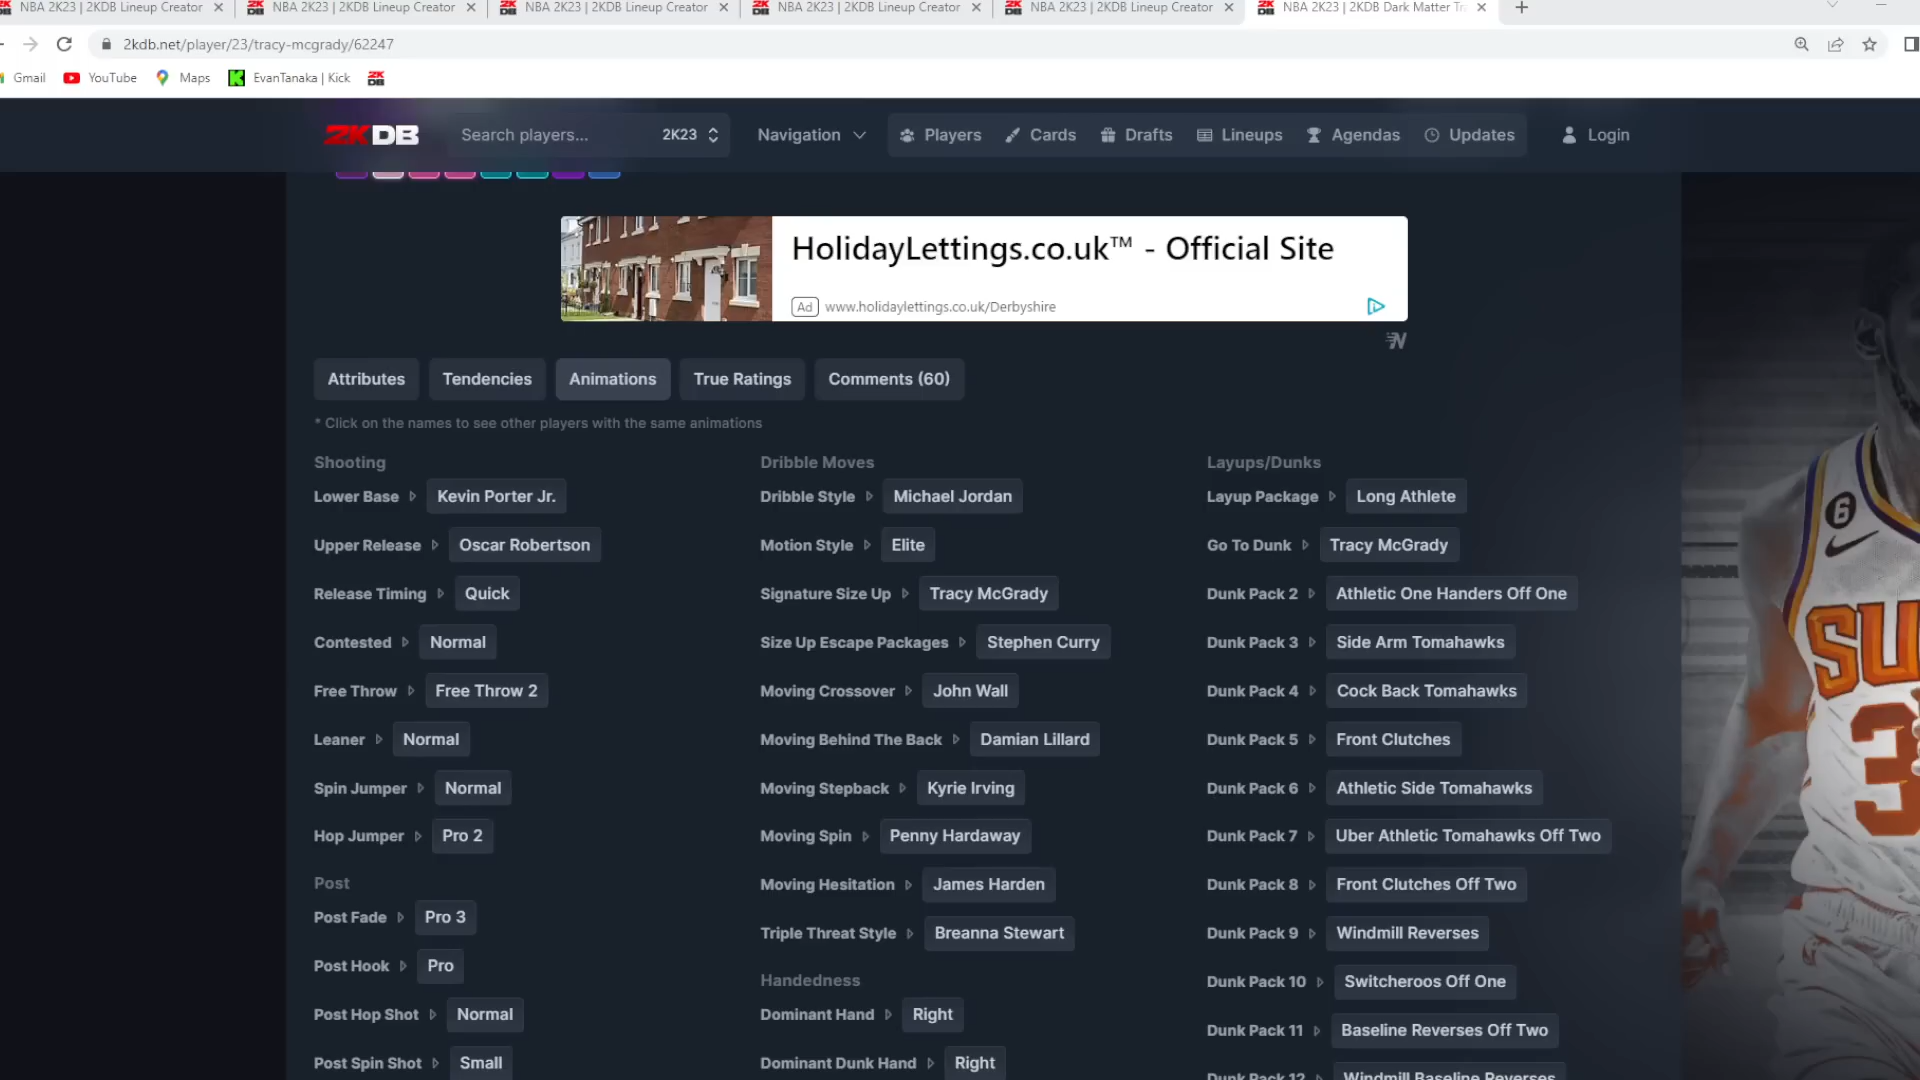 NBA 2K23 | 2KDB Lineup Creator
NBA 2K23 | 2KDB Lineup Creator
NBA 2K23 | 2KDB Lineup Creator
NBA 2K23 | 2KDB Lineup Creator
NBA 2K23 | 2KDB Lineup Creator
NBA 2K23 | 2KDB Dark Matter Tr
2kdb.net/player/23/tracy-mcgrady/62247
Gmail YouTube Maps EvanTanaka | Kick 2K DB
2KDB Search players... 2K23 Navigation Players Cards Drafts Lineups Agendas Updates Login
HolidayLettings.co.uk™ - Official Site
Ad www.holidaylettings.co.uk/Derbyshire
Attributes Tendencies Animations True Ratings Comments (60)
* Click on the names to see other players with the same animations
Shooting
Lower Base Kevin Porter Jr.
Upper Release Oscar Robertson
Release Timing Quick
Contested Normal
Free Throw Free Throw 2
Leaner Normal
Spin Jumper Normal
Hop Jumper Pro 2
Post
Post Fade Pro 3
Post Hook Pro
Post Hop Shot Normal
Post Spin Shot Small
Dribble Moves
Dribble Style Michael Jordan
Motion Style Elite
Signature Size Up Tracy McGrady
Size Up Escape Packages Stephen Curry
Moving Crossover John Wall
Moving Behind The Back Damian Lillard
Moving Stepback Kyrie Irving
Moving Spin Penny Hardaway
Moving Hesitation James Harden
Triple Threat Style Breanna Stewart
Handedness
Dominant Hand Right
Dominant Dunk Hand Right
Layups/Dunks
Layup Package Long Athlete
Go To Dunk Tracy McGrady
Dunk Pack 2 Athletic One Handers Off One
Dunk Pack 3 Side Arm Tomahawks
Dunk Pack 4 Cock Back Tomahawks
Dunk Pack 5 Front Clutches
Dunk Pack 6 Athletic Side Tomahawks
Dunk Pack 7 Uber Athletic Tomahawks Off Two
Dunk Pack 8 Front Clutches Off Two
Dunk Pack 9 Windmill Reverses
Dunk Pack 10 Switcheroos Off One
Dunk Pack 11 Baseline Reverses Off Two
Dunk Pack 12 Windmill Baseline Reverses
6
SU
3